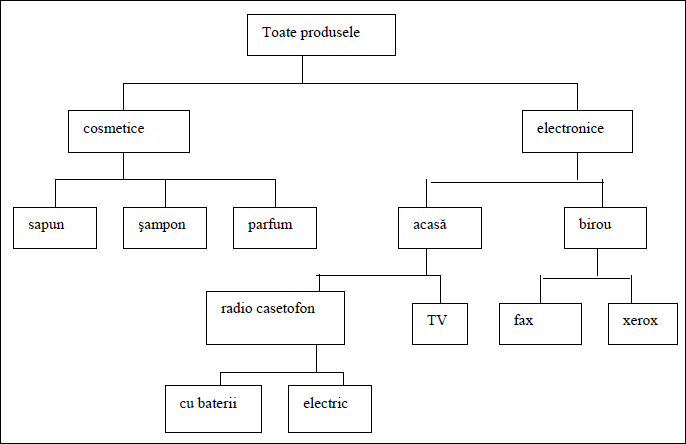 Toate produsele
cosmetice
electronice
sapun
şampon
parfum
acasă
birou
radio casetofon
TV
fax
xerox
cu baterii
electric